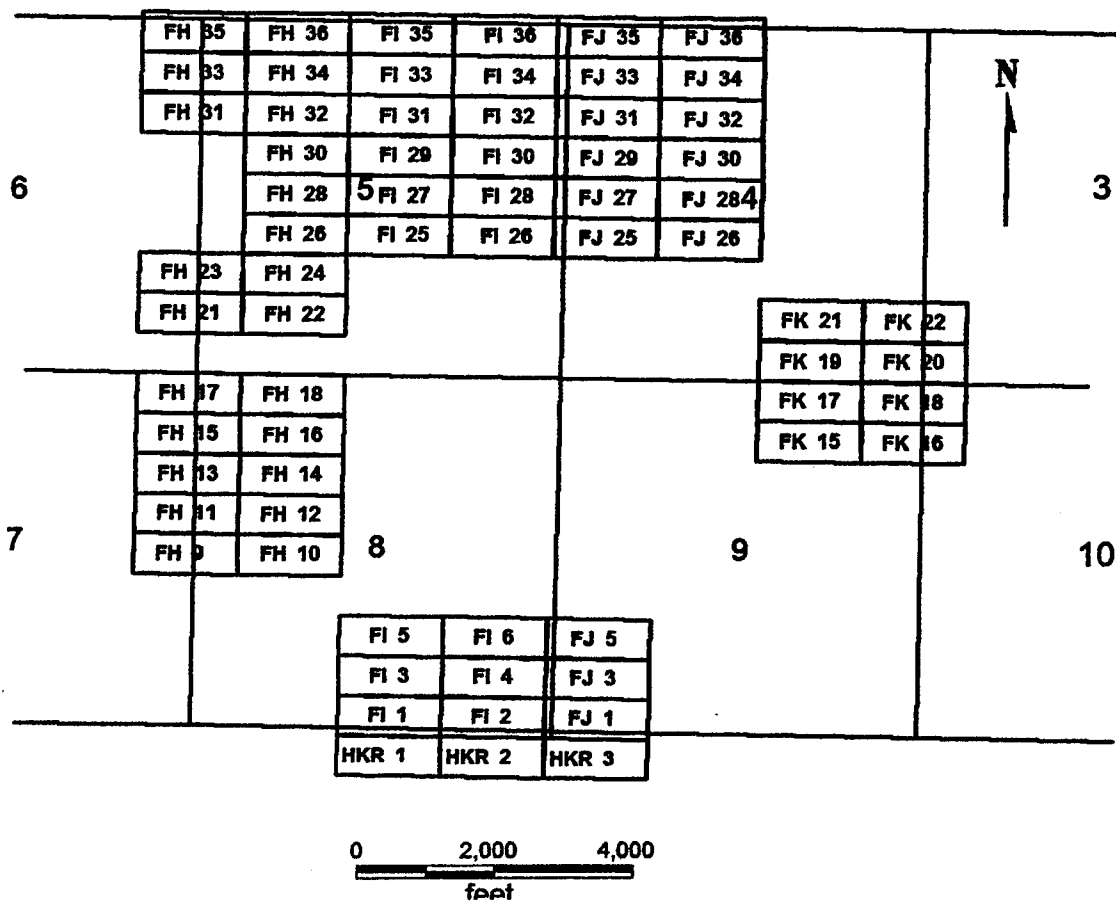 FH 35 FH 36 FI 35 FI 36 FJ 35 FJ 36
FH 33 FH 34 FI 33 FI 34 FJ 33 FJ 34
N
FH 31 FH 32 FI 31 FI 32 FJ 31 FJ 32
FH 30 FI 29 FI 30 FJ 29 FJ 30
6 FH 28 5 FI 27 FI 28 FJ 27 FJ 28 4 3
FH 26 FI 25 FI 26 FJ 25 FJ 26
FH 23 FH 24
FH 21 FH 22 FK 21 FK 22
FK 19 FK 20
FH 17 FH 18 FK 17 FK 18
FH 15 FH 16 FK 15 FK 16
FH 13 FH 14
FH 11 FH 12
7 FH 9 FH 10 8 9 10
FI 5 FI 6 FJ 5
FI 3 FI 4 FJ 3
FI 1 FI 2 FJ 1
HKR 1 HKR 2 HKR 3
0 2,000 4,000
feet